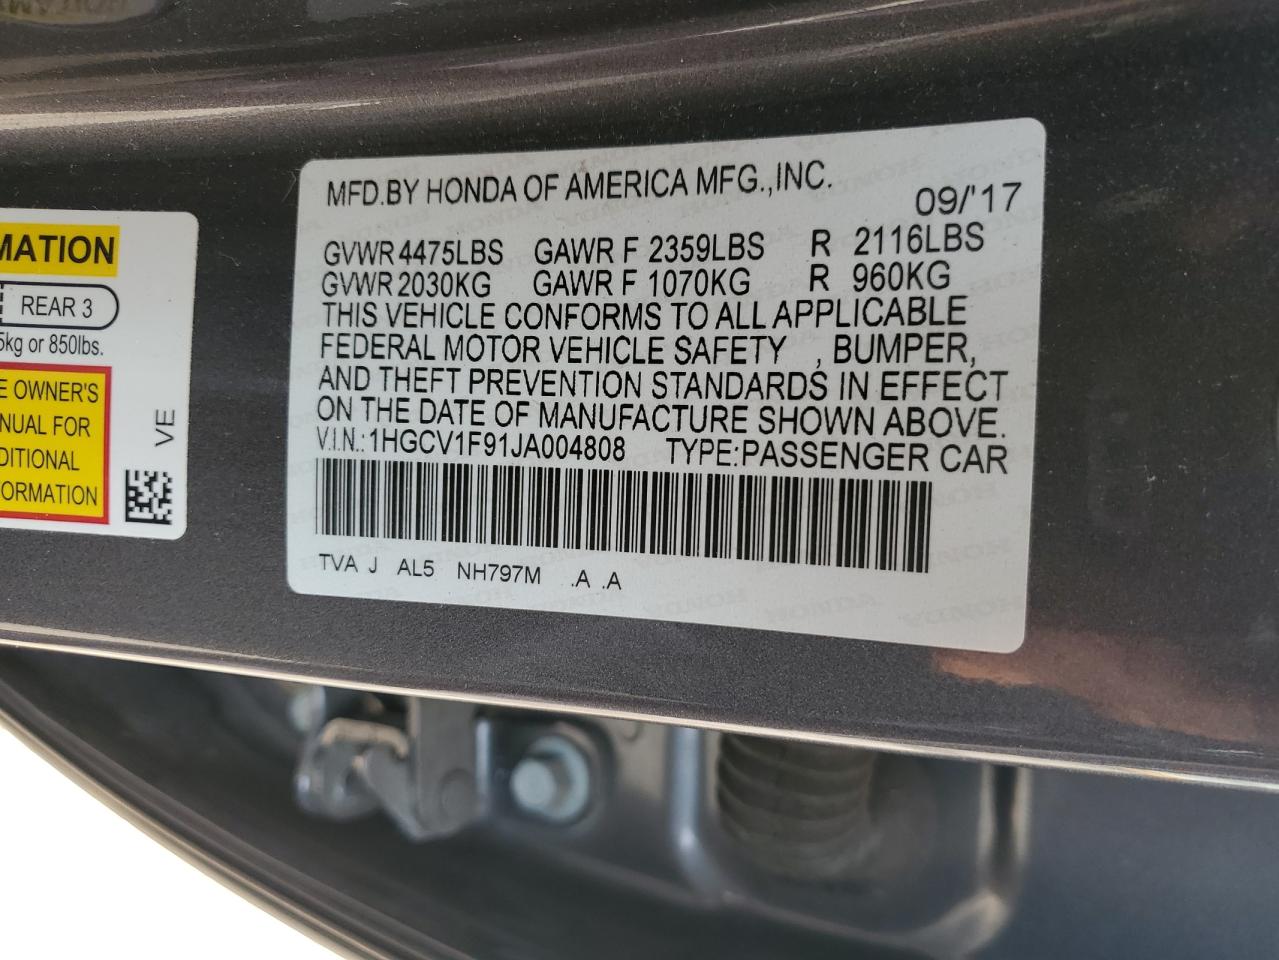 MFD.BY HONDA OF AMERICA MFG.,INC.
09/'17
GVWR 4475LBS GAWR F 2359LBS R 2116LBS
GVWR 2030KG GAWR F 1070KG R 960KG
THIS VEHICLE CONFORMS TO ALL APPLICABLE
FEDERAL MOTOR VEHICLE SAFETY , BUMPER,
AND THEFT PREVENTION STANDARDS IN EFFECT
ON THE DATE OF MANUFACTURE SHOWN ABOVE.
V.I.N.:1HGCV1F91JA004808 TYPE:PASSENGER CAR
TVA J AL5 NH797M .A .A
MATION
REAR 3
5kg or 850lbs.
E OWNER'S
NUAL FOR
DITIONAL
FORMATION
VE